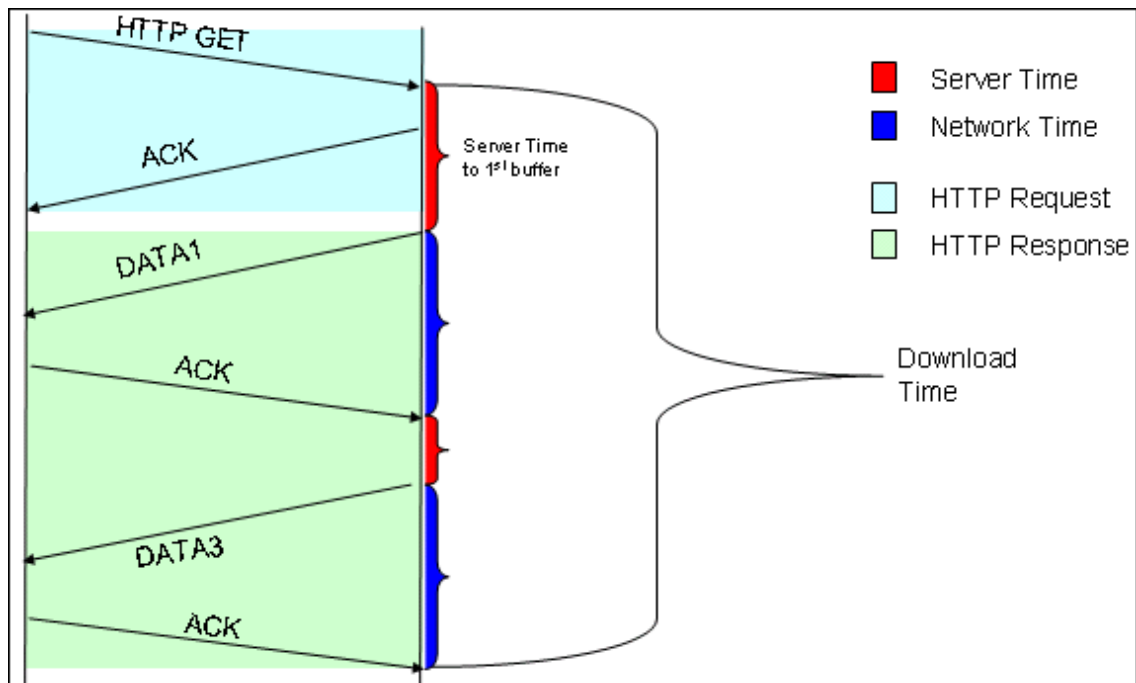 HTTP GET
ACK
Server Time
to 1st buffer
DATA1
ACK
DATA3
ACK
Server Time
Network Time
HTTP Request
HTTP Response
Download
Time